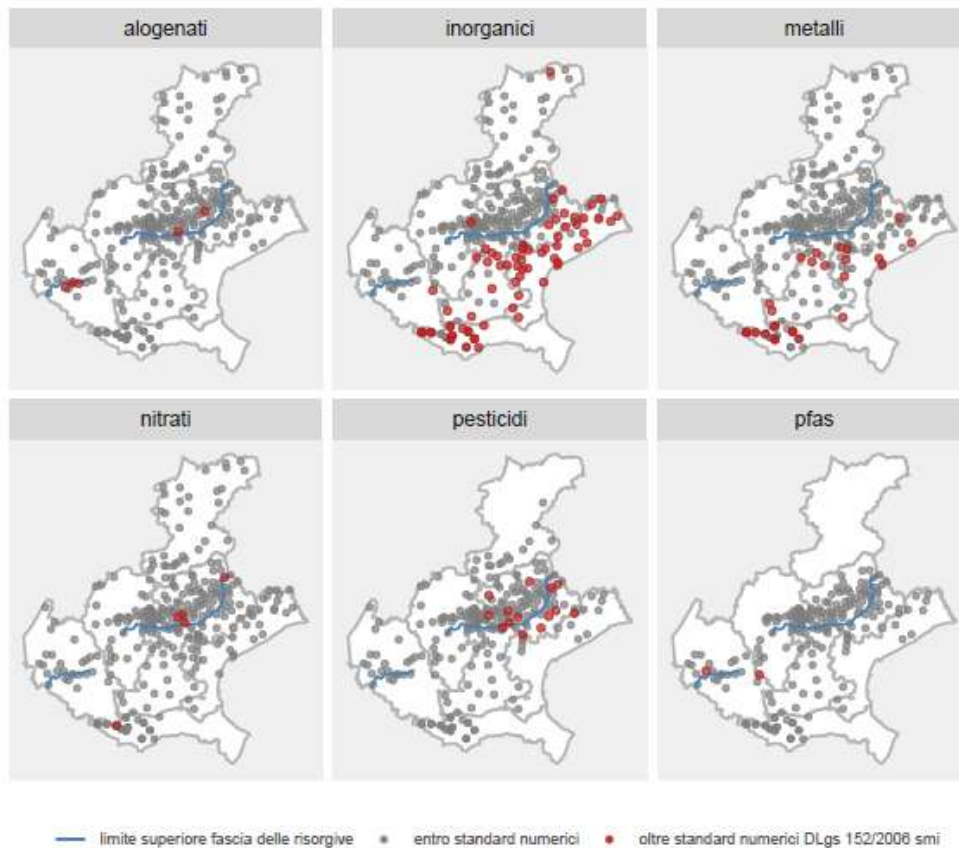 alogenati
inorganici
metalli
nitrati
pesticidi
pfas
limite superiore fascia delle risorgive
entro standard numerici
oltre standard numerici DLgs 152/2006 smi